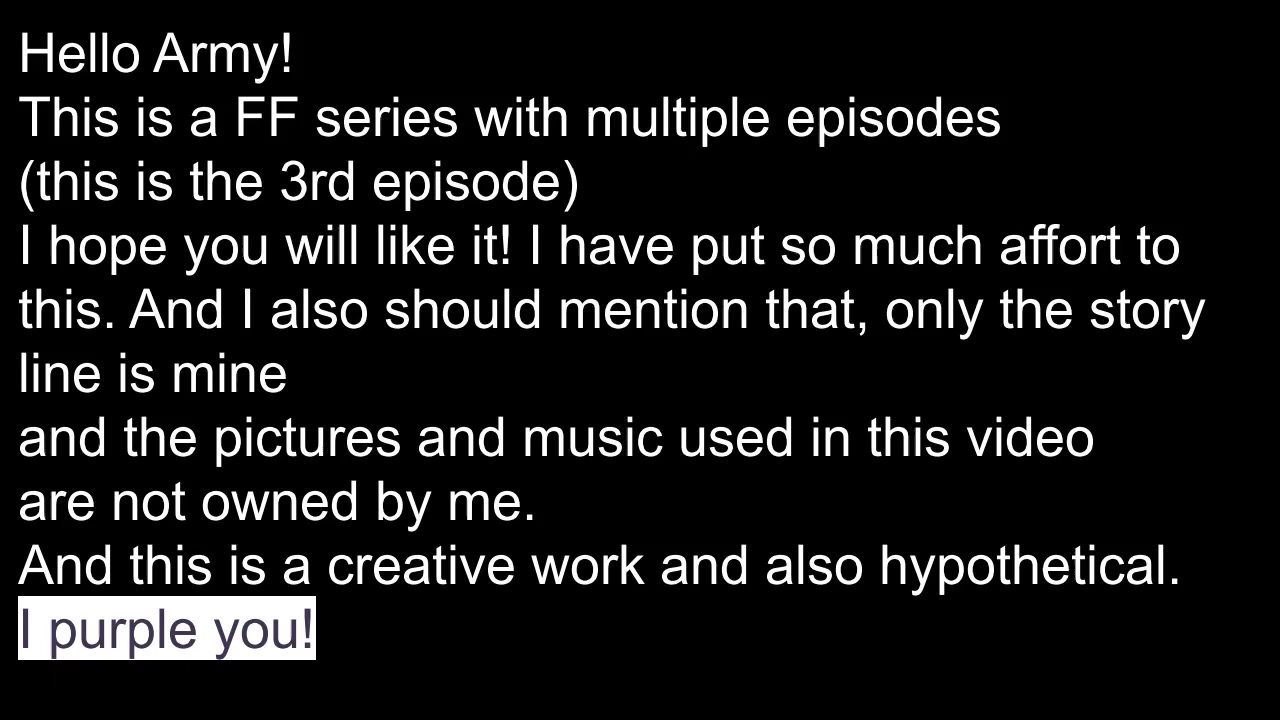 Hello Army!
This is a FF series with multiple episodes
(this is the 3rd episode)
I hope you will like it! I have put so much affort to
this. And I also should mention that, only the story
line is mine
and the pictures and music used in this video
are not owned by me.
And this is a creative work and also hypothetical.
I purple you!